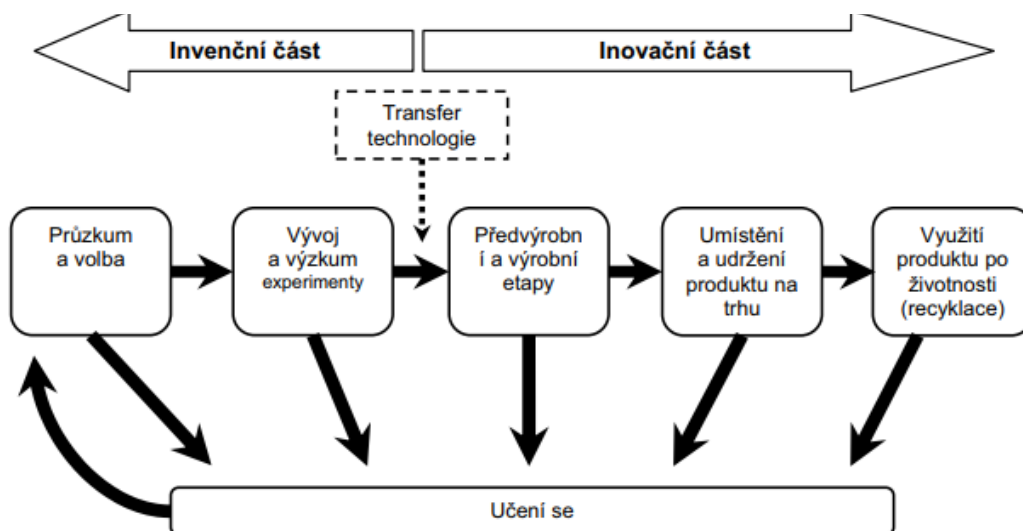 Invenční část
Inovační část
Transfer
technologie
Průzkum
a volba
Vývoj
a výzkum
experimenty
Předvýrobn
í a výrobní
etapy
Umístění
a udržení
produktu na
trhu
Využití
produktu po
životnosti
(recyklace)
Učení se